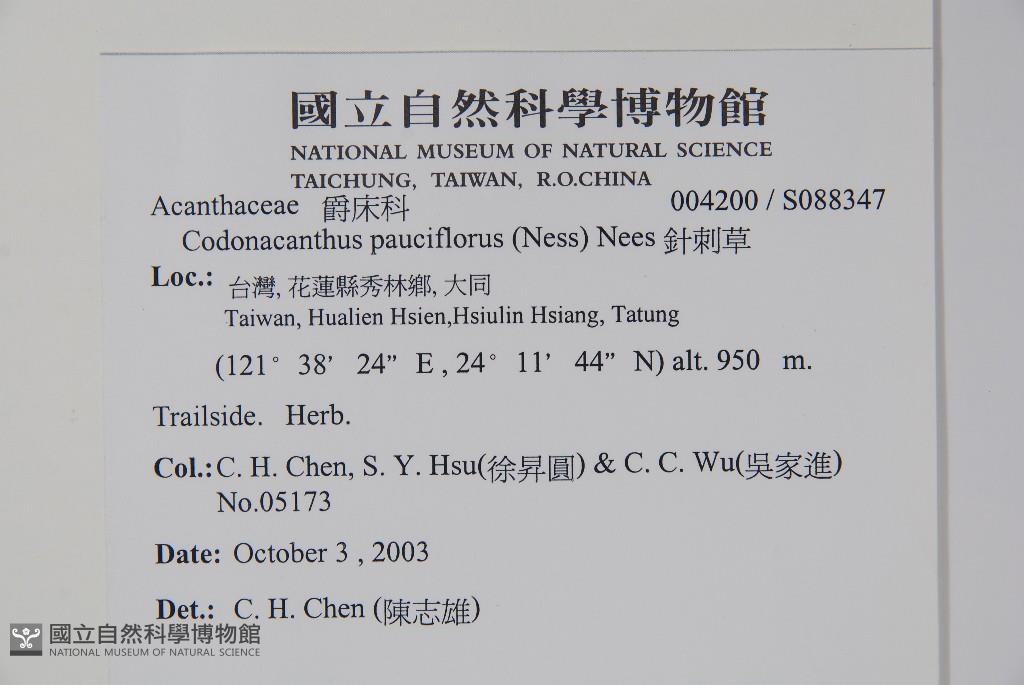 國立自然科學博物館
NATIONAL MUSEUM OF NATURAL SCIENCE
TAICHUNG, TAIWAN, R.O.CHINA
Acanthaceae 爵床科 004200 / S088347
Codonacanthus pauciflorus (Ness) Nees 針刺草
Loc.: 台灣, 花蓮縣秀林鄉, 大同
Taiwan, Hualien Hsien,Hsiulin Hsiang, Tatung
(121° 38’ 24” E , 24° 11’ 44” N) alt. 950 m.
Trailside. Herb.
Col.: C. H. Chen, S. Y. Hsu(徐昇圓) & C. C. Wu(吳家進)
No.05173
Date: October 3 , 2003
Det.: C. H. Chen (陳志雄)
國立自然科學博物館
NATIONAL MUSEUM OF NATURAL SCIENCE